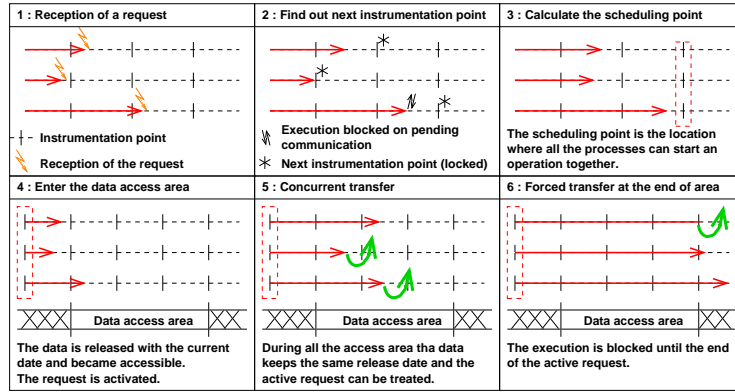 1 : Reception of a request
2 : Find out next instrumentation point
3 : Calculate the scheduling point
Instrumentation point
Reception of the request
Execution blocked on pending
communication
Next instrumentation point (locked)
The scheduling point is the location
where all the processes can start an
operation together.
4 : Enter the data access area
5 : Concurrent transfer
6 : Forced transfer at the end of area
Data access area
Data access area
Data access area
The data is released with the current
date and became accessible.
The request is activated.
During all the access area tha data
keeps the same release date and the
active request can be treated.
The execution is blocked until the end
of the active request.